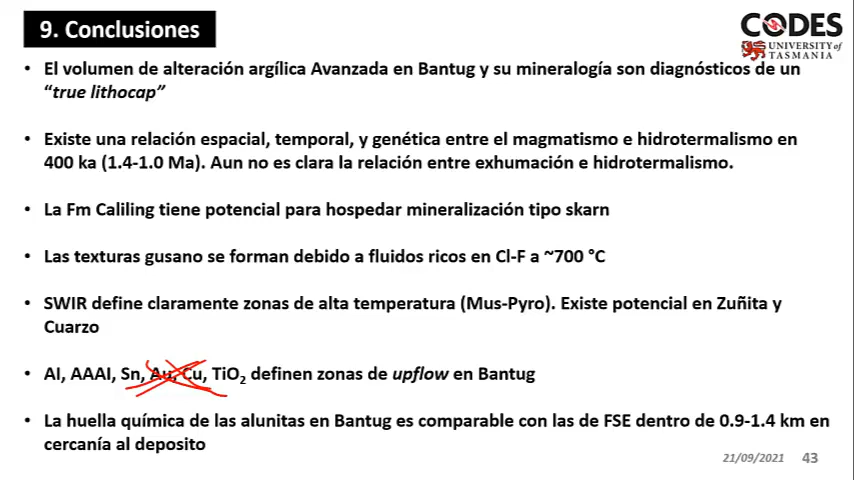 9. Conclusiones
CODES
UNIVERSITY of
TASMANIA
• El volumen de alteración argílica Avanzada en Bantug y su mineralogía son diagnósticos de un
“true lithocap”
• Existe una relación espacial, temporal, y genética entre el magmatismo e hidrotermalismo en
400 ka (1.4-1.0 Ma). Aun no es clara la relación entre exhumación e hidrotermalismo.
• La Fm Caliling tiene potencial para hospedar mineralización tipo skarn
• Las texturas gusano se forman debido a fluidos ricos en Cl-F a ~700 °C
• SWIR define claramente zonas de alta temperatura (Mus-Pyro). Existe potencial en Zuñita y
Cuarzo
• AI, AAAI, Sn, Au, Cu, TiO₂ definen zonas de upflow en Bantug
• La huella química de las alunitas en Bantug es comparable con las de FSE dentro de 0.9-1.4 km en
cercanía al deposito
21/09/2021 43